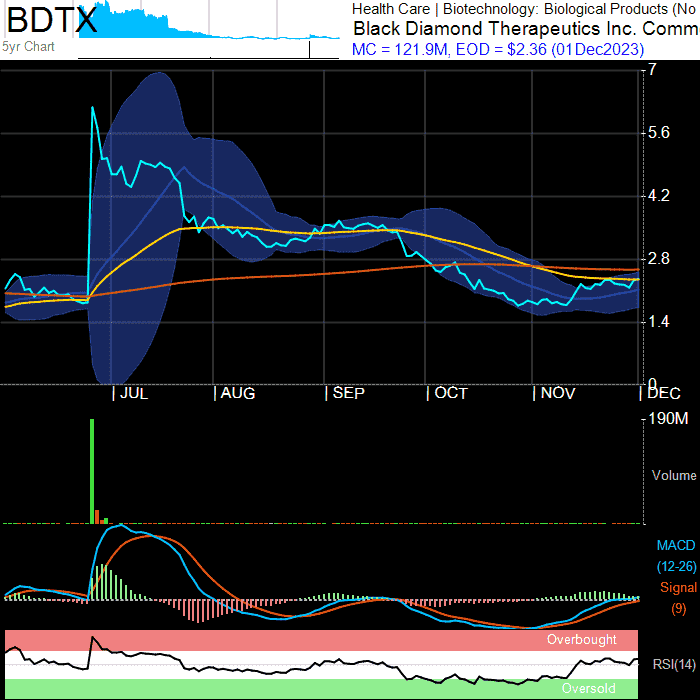 BDTX
5yr Chart
Health Care | Biotechnology: Biological Products (No
Black Diamond Therapeutics Inc. Comm
MC = 121.9M, EOD = $2.36 (01Dec2023)
7
5.6
4.2
2.8
1.4
0
| JUL | AUG | SEP | OCT | NOV | DEC
190M
Volume
MACD
(12-26)
Signal
(9)
Overbought
RSI(14)
Oversold